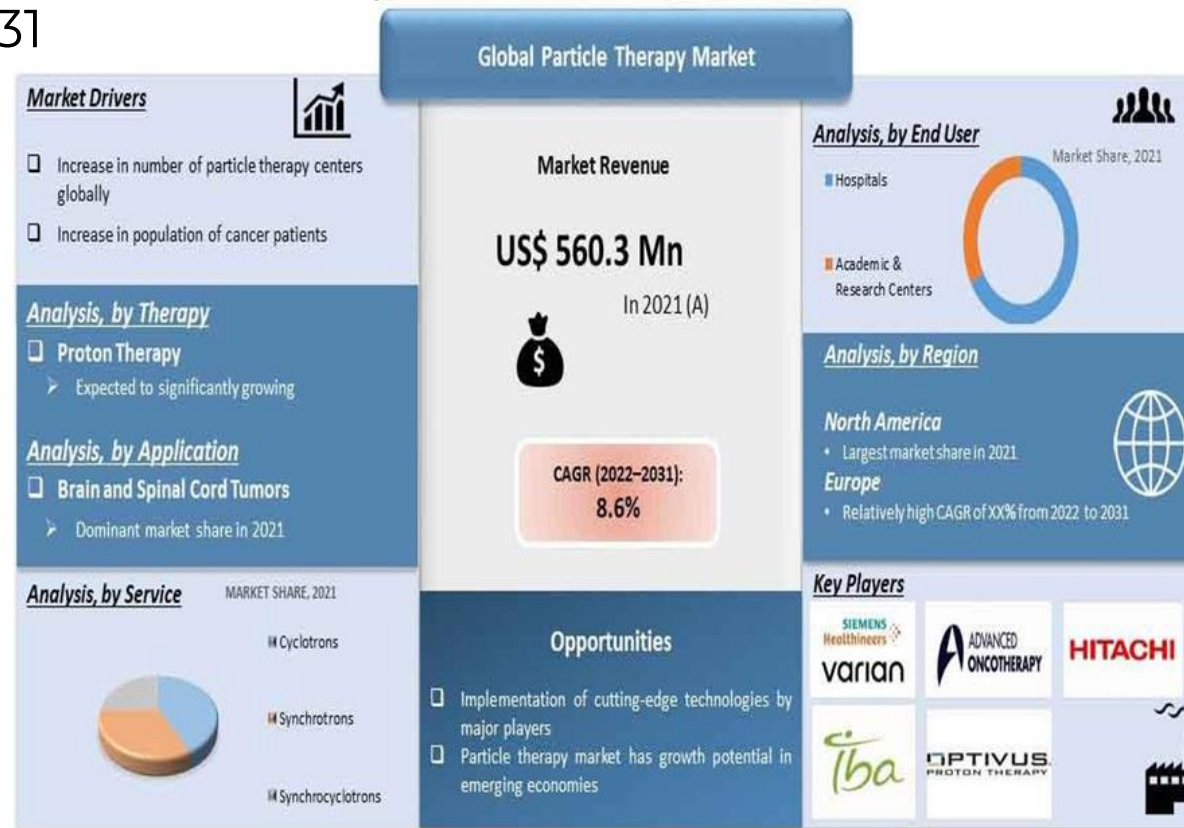 31
Global Particle Therapy Market
Market Drivers
Increase in number of particle therapy centers
globally
Increase in population of cancer patients
Analysis, by Therapy
Proton Therapy
Expected to significantly growing
Analysis, by Application
Brain and Spinal Cord Tumors
Dominant market share in 2021
Analysis, by Service
MARKET SHARE, 2021
Cyclotrons
Synchrotrons
Synchrocyclotrons
Market Revenue
US$ 560.3 Mn
In 2021 (A)
$
CAGR (2022–2031):
8.6%
Opportunities
Implementation of cutting-edge technologies by
major players
Particle therapy market has growth potential in
emerging economies
Analysis, by End User
Market Share, 2021
Hospitals
Academic &
Research Centers
Analysis, by Region
North America
• Largest market share in 2021
Europe
• Relatively high CAGR of XX% from 2022 to 2031
Key Players
SIEMENS
Healthineers
varian
ADVANCED
ONCOTHERAPY
HITACHI
iba
OPTIVUS
PROTON THERAPY